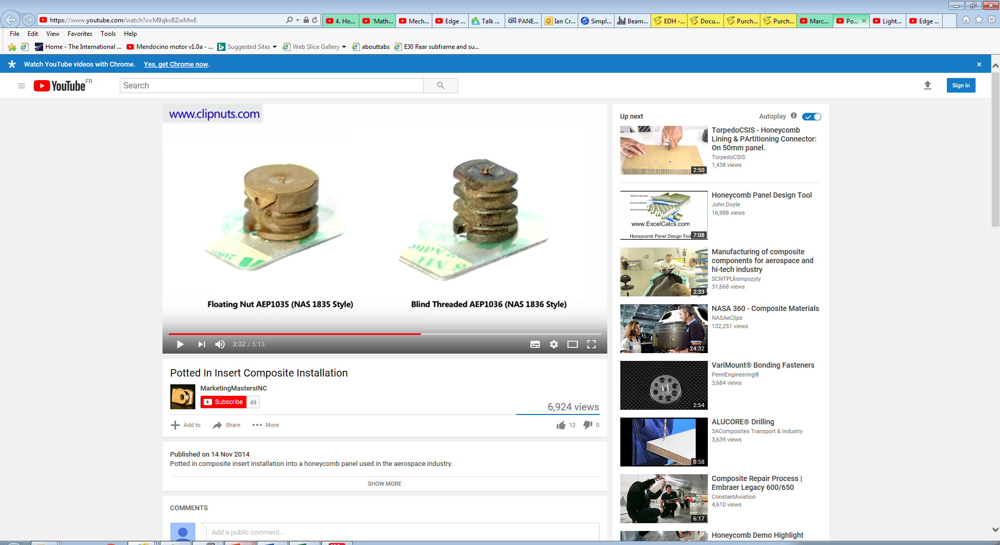 https://www.youtube.com/watch?v=M9qkvBZwMwE
4. Ho...
'Math...
Mech...
Edge ...
Talk ...
QN PANE...
Ian Cr...
Simpl...
Beam...
EDH -...
Docu...
Purch...
Purch...
Marc...
Po...
Light...
Edge ...
File Edit View Favorites Tools Help
Home - The International ...
Mendocino motor v1.0a - ...
Suggested Sites
Web Slice Gallery
abouttabs
E30 Rear subframe and su...
Watch YouTube videos with Chrome. Yes, get Chrome now.
YouTube FR
Search
Sign in
www.clipnuts.com
Floating Nut AEP1035 (NAS 1835 Style)
Blind Threaded AEP1036 (NAS 1836 Style)
3:02 / 5:13
Potted In Insert Composite Installation
MarketingMastersINC
Subscribe 49
6,924 views
Add to Share More
12 0
Published on 14 Nov 2014
Potted in composite insert installation into a honeycomb panel used in the aerospace industry.
SHOW MORE
COMMENTS
Add a public comment...
Up next
Autoplay
TorpedoCSIS - Honeycomb
Lining & PArtitioning Connector:
On 50mm panel.
TorpedoCSIS
1,438 views
2:50
Honeycomb Panel Design Tool
John Doyle
16,988 views
Aluminum alloy plate
Structural adhesive
Aluminum honeycomb
www.ExcelCalcs.com
Honeycomb Panel Design Tool
7:08
Manufacturing of composite
components for aerospace and
hi-tech industry
SCNTPLkompozyty
31,668 views
2:33
NASA 360 - Composite Materials
NASAeClips
132,251 views
24:32
VariMount® Bonding Fasteners
PennEngineering®
3,684 views
2:54
ALUCORE® Drilling
3AComposites Transport & Industry
3,639 views
0:58
Composite Repair Process |
Embraer Legacy 600/650
ConstantAviation
4,610 views
6:17
Honeycomb Demo Highlight